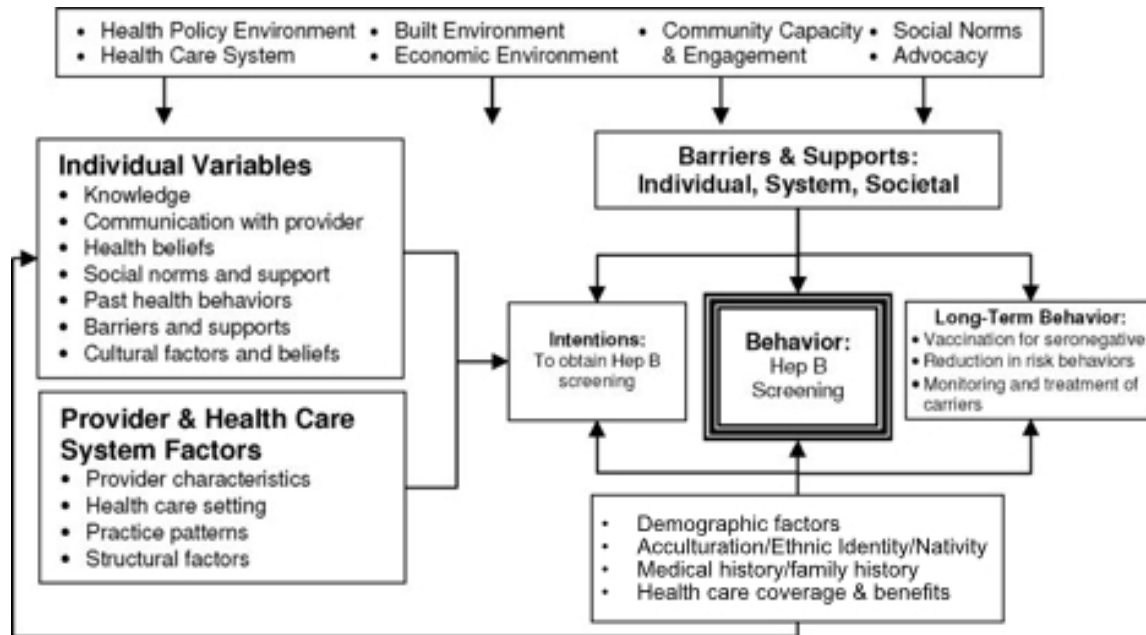 • Health Policy Environment • Built Environment • Community Capacity • Social Norms
• Health Care System • Economic Environment & Engagement • Advocacy
Individual Variables
• Knowledge
• Communication with provider
• Health beliefs
• Social norms and support
• Past health behaviors
• Barriers and supports
• Cultural factors and beliefs
Provider & Health Care
System Factors
• Provider characteristics
• Health care setting
• Practice patterns
• Structural factors
Barriers & Supports:
Individual, System, Societal
Intentions:
To obtain Hep B
screening
Behavior:
Hep B
Screening
Long-Term Behavior:
• Vaccination for seronegative
• Reduction in risk behaviors
• Monitoring and treatment of
carriers
• Demographic factors
• Acculturation/Ethnic Identity/Nativity
• Medical history/family history
• Health care coverage & benefits